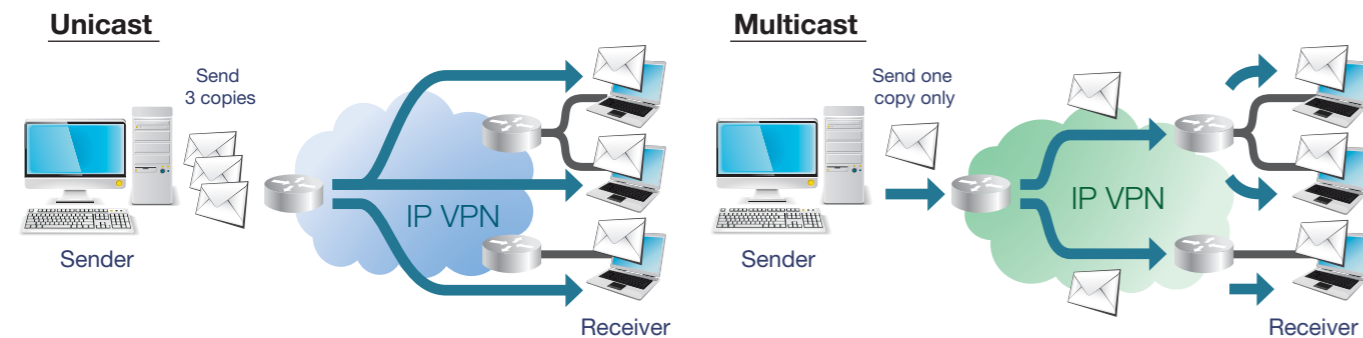 Unicast
Send
3 copies
IP VPN
Sender
Receiver
Multicast
Send one
copy only
IP VPN
Sender
Receiver